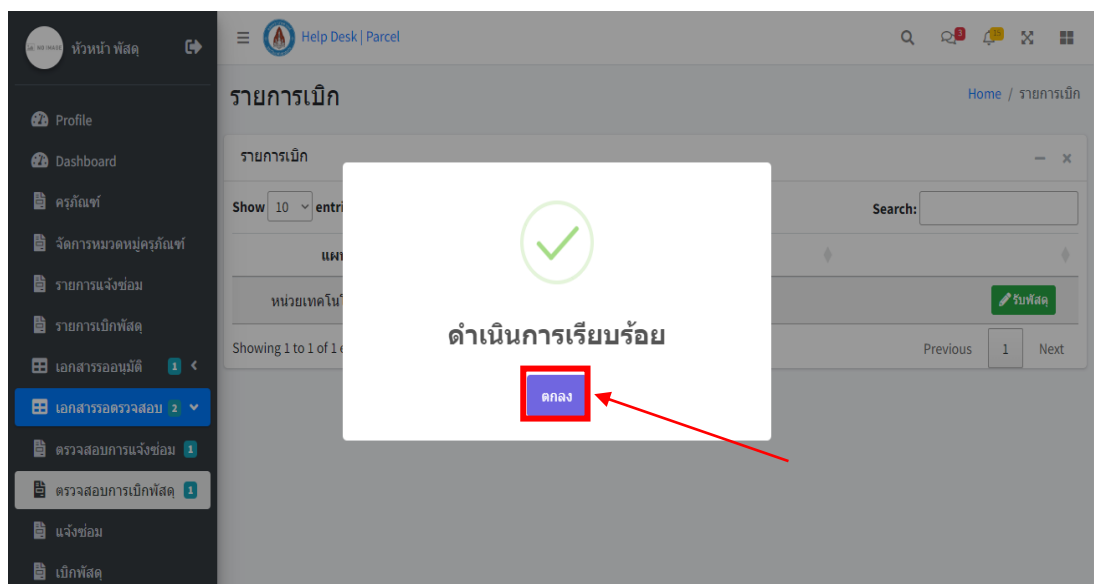 หัวหน้า พัสดุ
Help Desk | Parcel
3
15
Profile
Dashboard
ครุภัณฑ์
จัดการหมวดหมู่ครุภัณฑ์
รายการแจ้งซ่อม
รายการเบิกพัสดุ
เอกสารรออนุมัติ 1
เอกสารรอตรวจสอบ 2
ตรวจสอบการแจ้งซ่อม 1
ตรวจสอบการเบิกพัสดุ 1
แจ้งซ่อม
เบิกพัสดุ
รายการเบิก
Home / รายการเบิก
รายการเบิก
Show 10
Search:
รับพัสดุ
Showing 1 to 1 of 1
Previous 1 Next
ดำเนินการเรียบร้อย
ตกลง